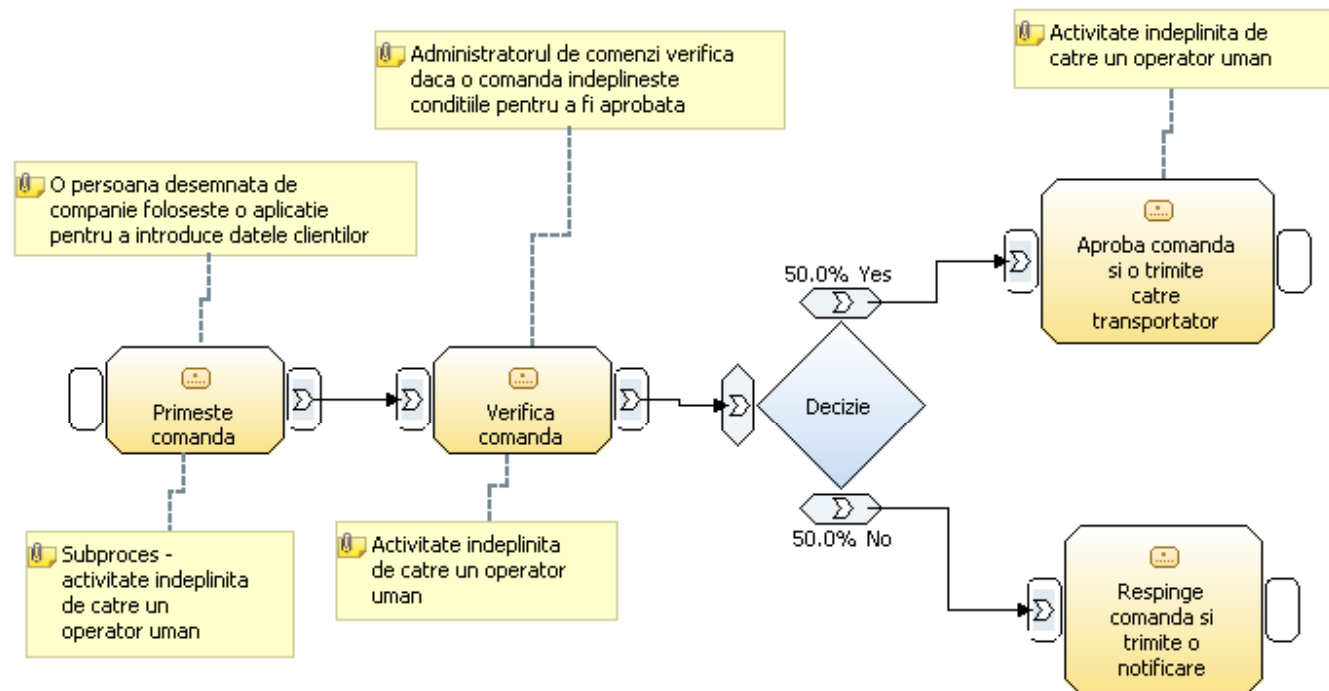 Administratorul de comenzi verifica
daca o comanda indeplineste
conditiile pentru a fi aprobata
Activitate indeplinita de
catre un operator uman
O persoana desemnata de
companie foloseste o aplicatie
pentru a introduce datele clientilor
Aproba comanda
si o trimite
catre
transportator
50.0% Yes
Primeste
comanda
Verifica
comanda
Decizie
50.0% No
Subproces -
activitate indeplinita
de catre un
operator uman
Activitate indeplinita
de catre un operator
uman
Respinge
comanda si
trimite o
notificare